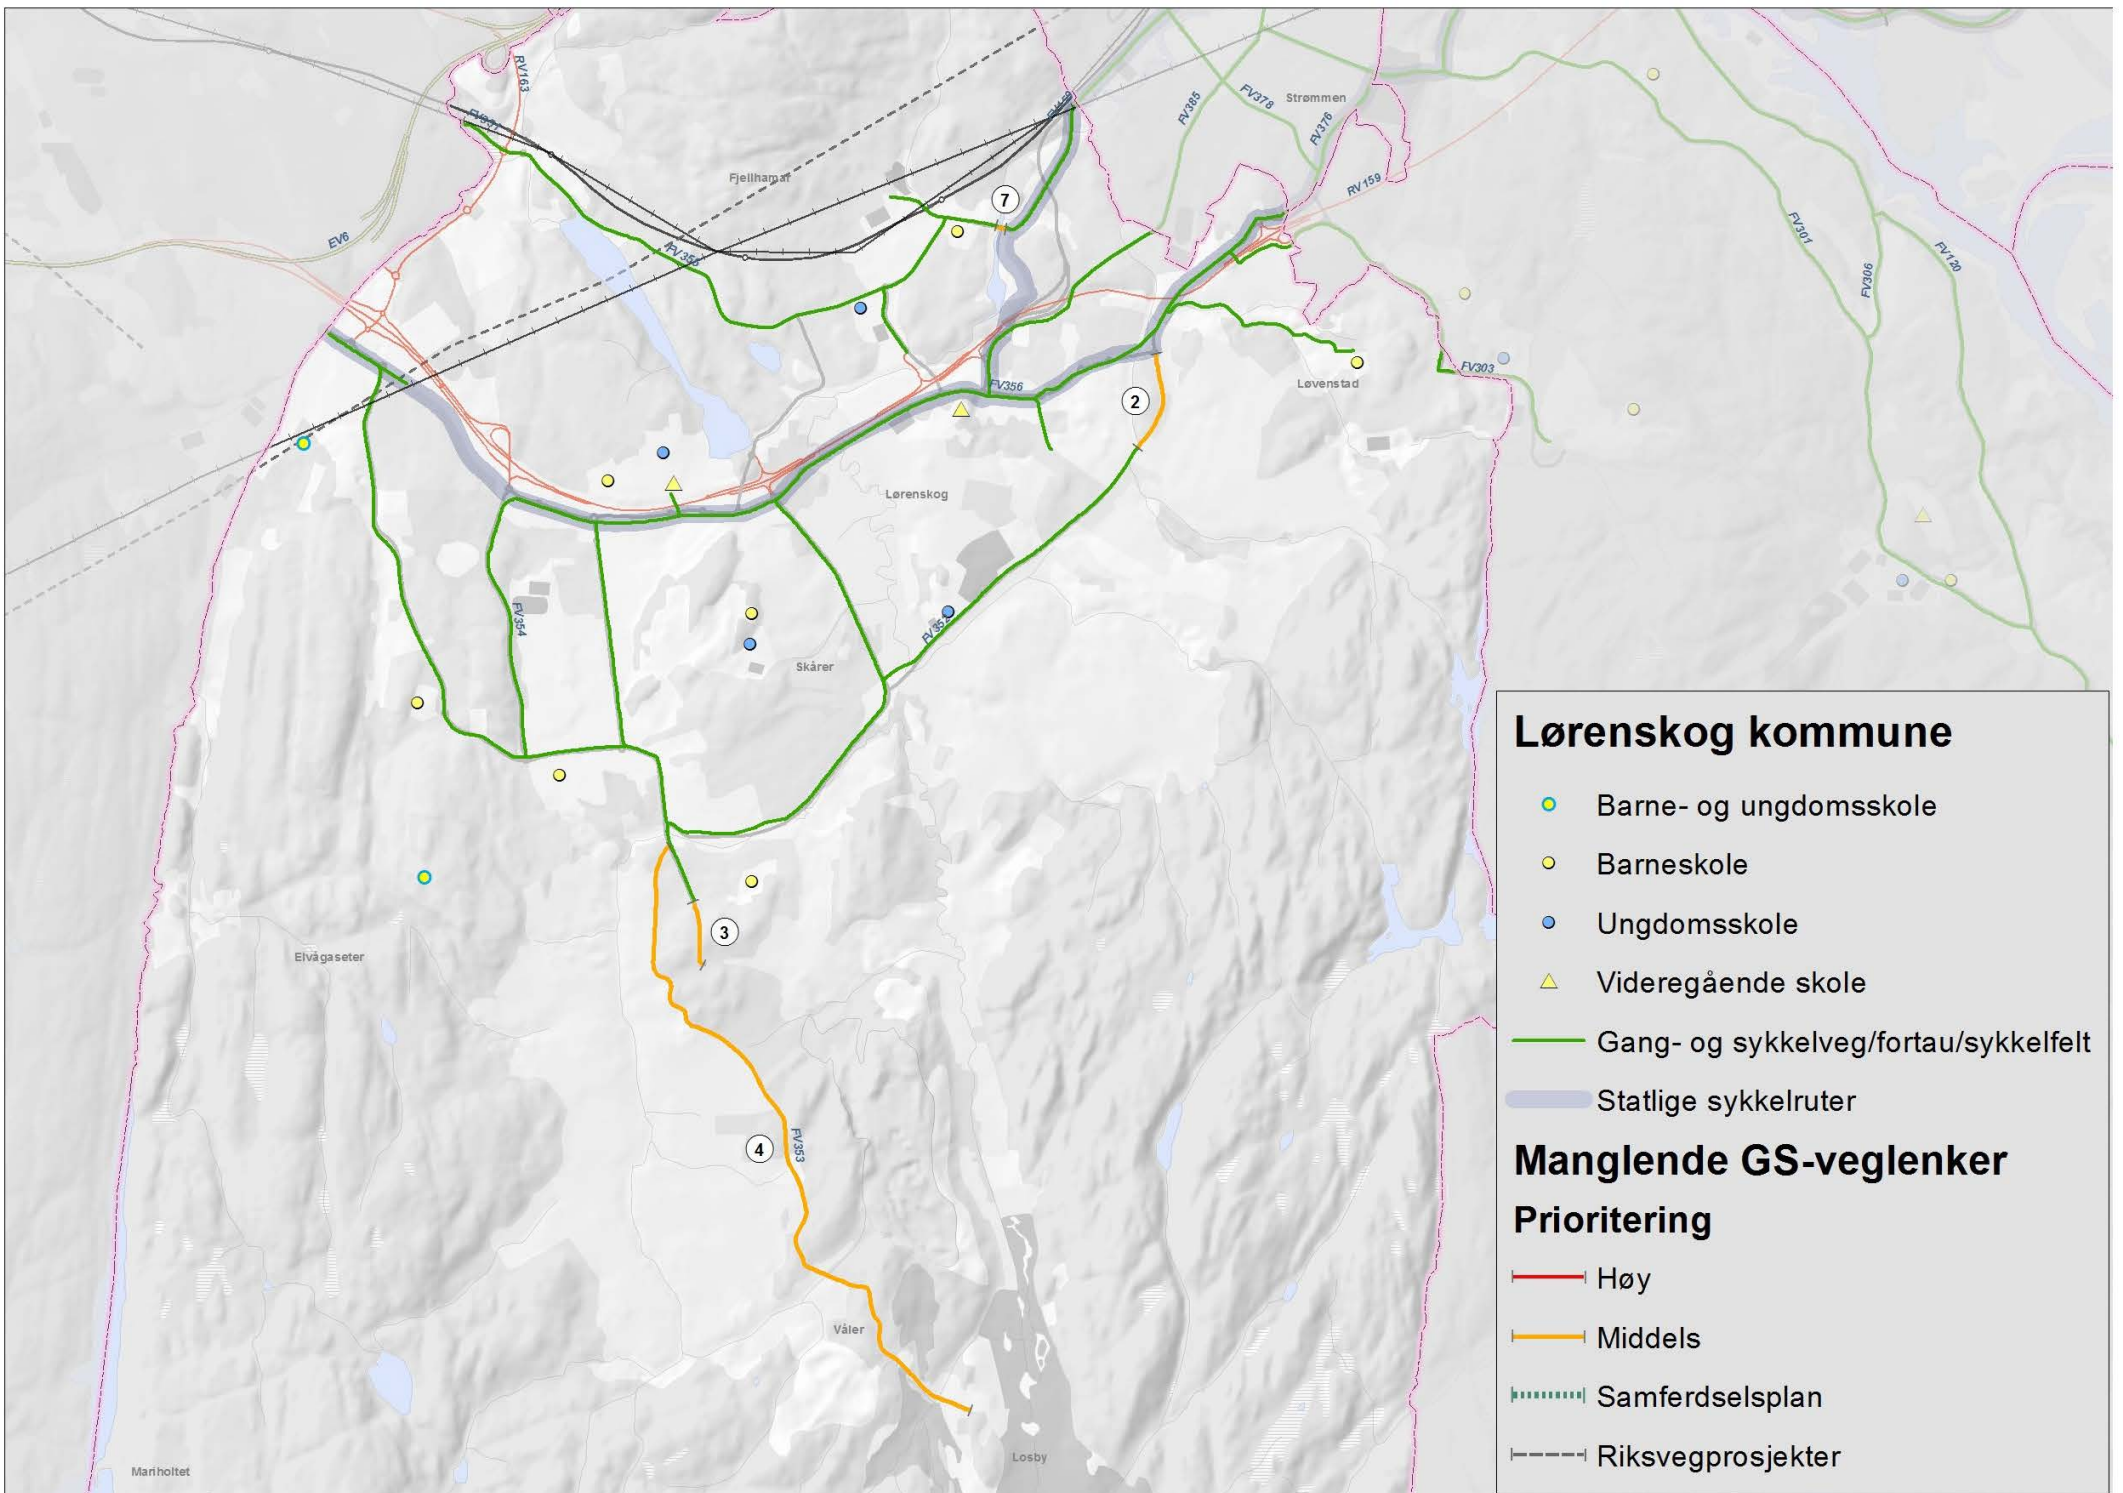 RV163
FV378
Strømmen
FV385
FV376
Fjellhamar
7
RV159
EV6
FV301
FV120
FV306
FV356
FV303
Løvenstad
2
Lørenskog
FV354
FV352
Skårer
3
Elvågaseter
4
FV353
Våler
Losby
Mariholtet
Lørenskog kommune
Barne- og ungdomsskole
Barneskole
Ungdomsskole
Videregående skole
Gang- og sykkelveg/fortau/sykkelfelt
Statlige sykkelruter
Manglende GS-veglenker
Prioritering
Høy
Middels
Samferdselsplan
Riksvegprosjekter